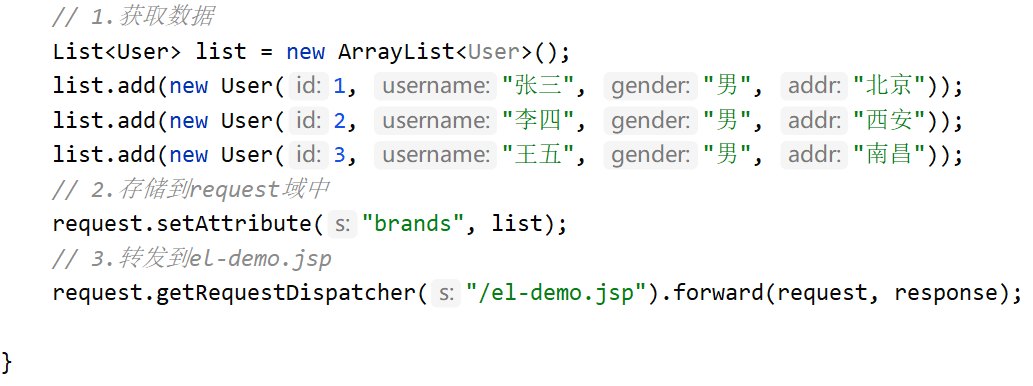 // 1.获取数据
List<User> list = new ArrayList<User>();
list.add(new User( id: 1, username: "张三", gender: "男", addr: "北京"));
list.add(new User( id: 2, username: "李四", gender: "男", addr: "西安"));
list.add(new User( id: 3, username: "王五", gender: "男", addr: "南昌"));
// 2.存储到request域中
request.setAttribute( s: "brands", list);
// 3.转发到el-demo.jsp
request.getRequestDispatcher( s: "/el-demo.jsp").forward(request, response);
}